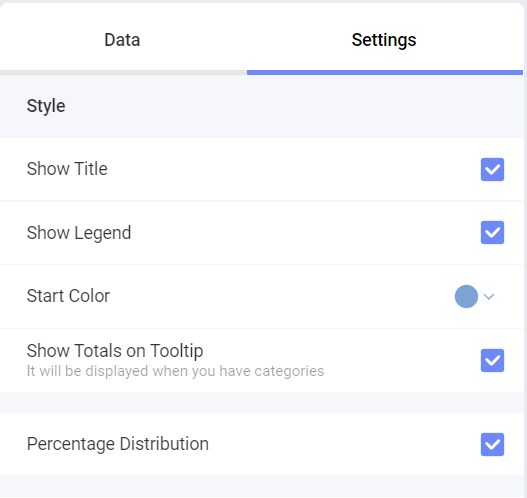 Data Settings
Style
Show Title
Show Legend
Start Color
Show Totals on Tooltip
It will be displayed when you have categories
Percentage Distribution